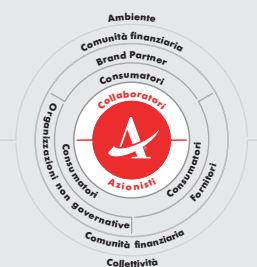 Ambiente
Comunità finanziaria
Brand Partner
Consumatori
Collaboratori
Organizzazioni non governative
Consumatori
Consumatori
Fornitori
Azionisti
Comunità finanziaria
Collettività